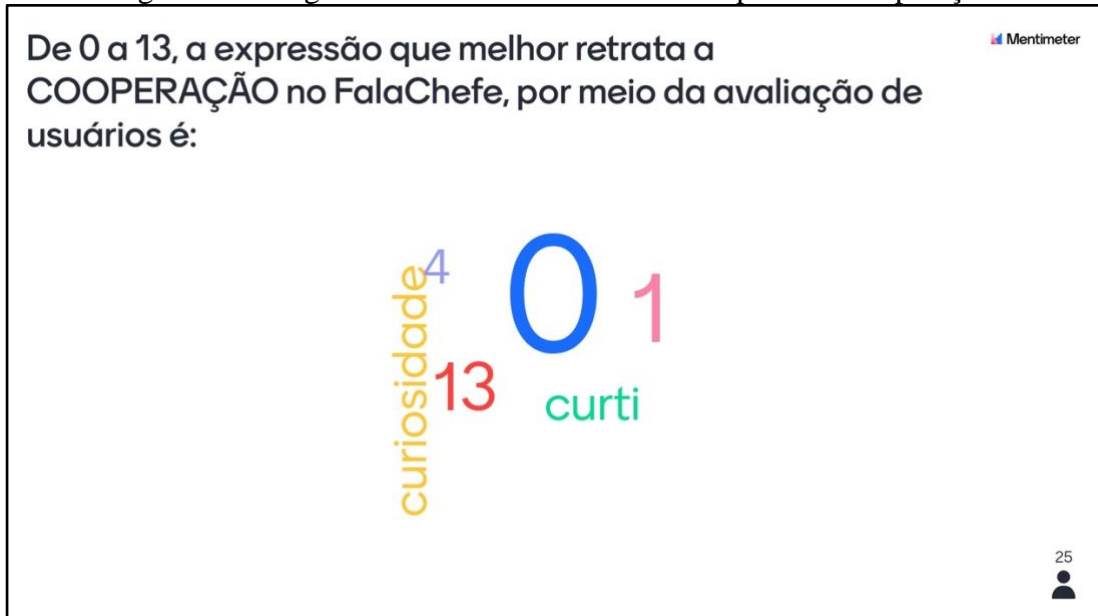 De 0 a 13, a expressão que melhor retrata a
COOPERAÇÃO no FalaChefe, por meio da avaliação de
usuários é:
Mentimeter
4
0
1
curiosidade
13
curti
25